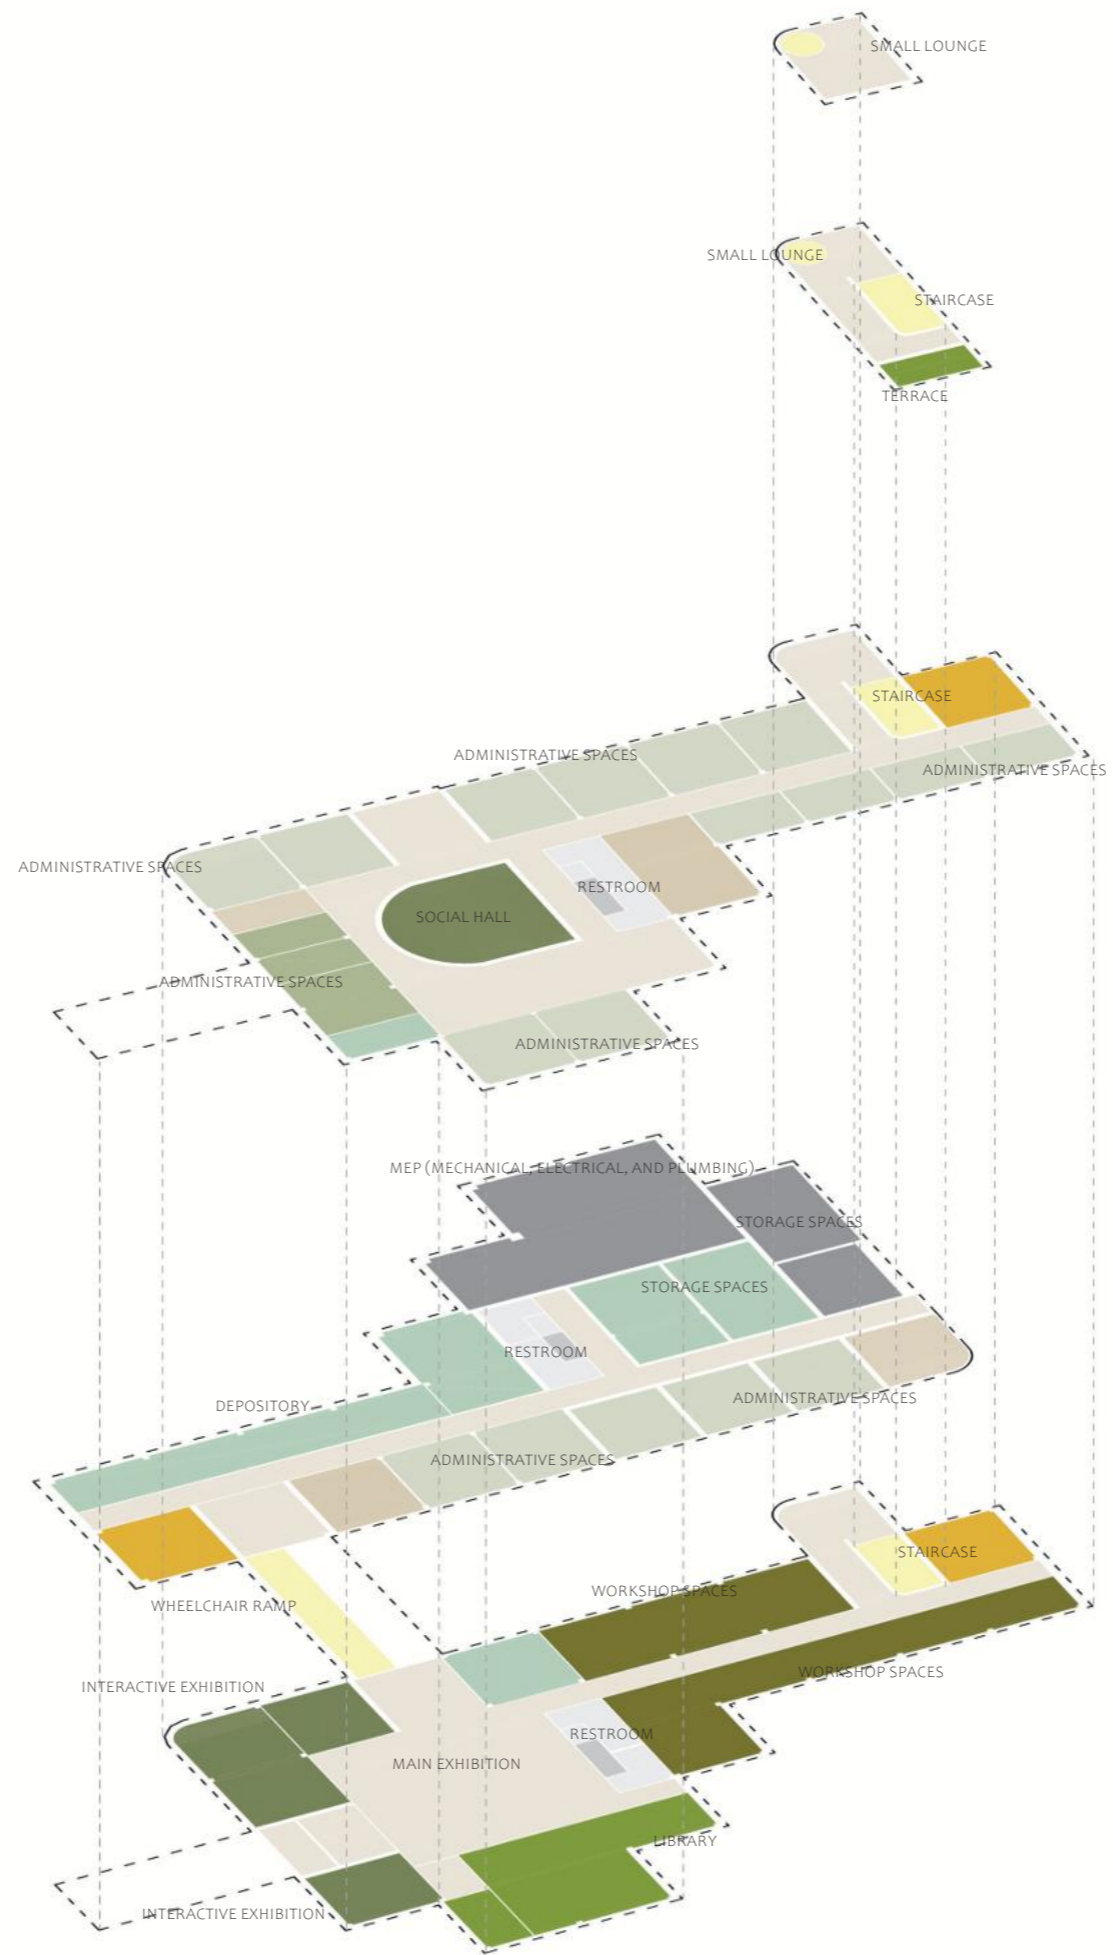 SMALL LOUNGE
SMALL LOUNGE
STAIRCASE
TERRACE
STAIRCASE
ADMINISTRATIVE SPACES
ADMINISTRATIVE SPACES
ADMINISTRATIVE SPACES
RESTROOM
SOCIAL HALL
ADMINISTRATIVE SPACES
ADMINISTRATIVE SPACES
MEP (MECHANICAL, ELECTRICAL, AND PLUMBING)
STORAGE SPACES
STORAGE SPACES
RESTROOM
ADMINISTRATIVE SPACES
DEPOSITORY
ADMINISTRATIVE SPACES
STAIRCASE
WORKSHOP SPACES
WHEELCHAIR RAMP
WORKSHOP SPACES
INTERACTIVE EXHIBITION
RESTROOM
MAIN EXHIBITION
LIBRARY
INTERACTIVE EXHIBITION